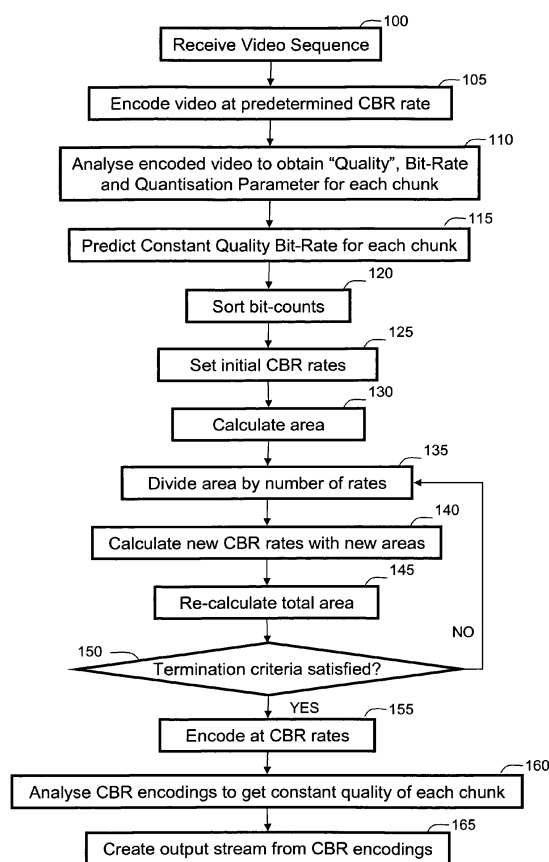 100
Receive Video Sequence
105
Encode video at predetermined CBR rate
110
Analyse encoded video to obtain “Quality”, Bit-Rate
and Quantisation Parameter for each chunk
115
Predict Constant Quality Bit-Rate for each chunk
120
Sort bit-counts
125
Set initial CBR rates
130
Calculate area
135
Divide area by number of rates
140
Calculate new CBR rates with new areas
145
Re-calculate total area
NO
150
Termination criteria satisfied?
YES
155
Encode at CBR rates
160
Analyse CBR encodings to get constant quality of each chunk
165
Create output stream from CBR encodings